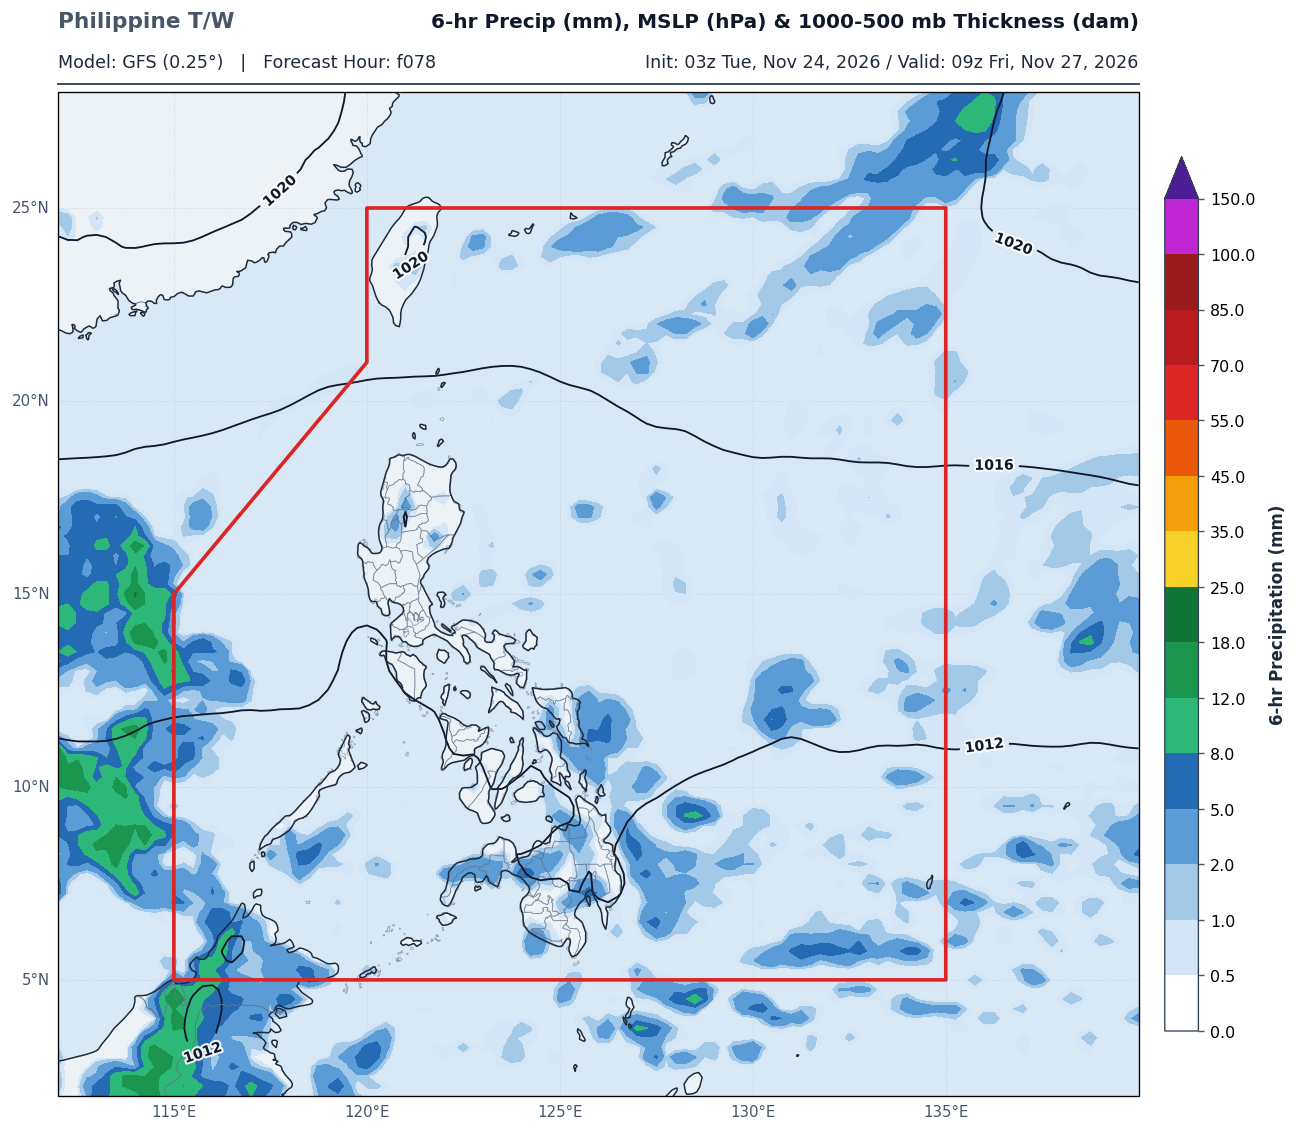 Philippine T/W
6-hr Precip (mm), MSLP (hPa) & 1000-500 mb Thickness (dam)
Model: GFS (0.25°) | Forecast Hour: f078
Init: 03z Tue, Nov 24, 2026 / Valid: 09z Fri, Nov 27, 2026
1020
1020
1020
1016
1012
1012
25°N
20°N
15°N
10°N
5°N
115°E
120°E
125°E
130°E
135°E
150.0
100.0
85.0
70.0
55.0
45.0
35.0
25.0
18.0
12.0
8.0
5.0
2.0
1.0
0.5
0.0
6-hr Precipitation (mm)